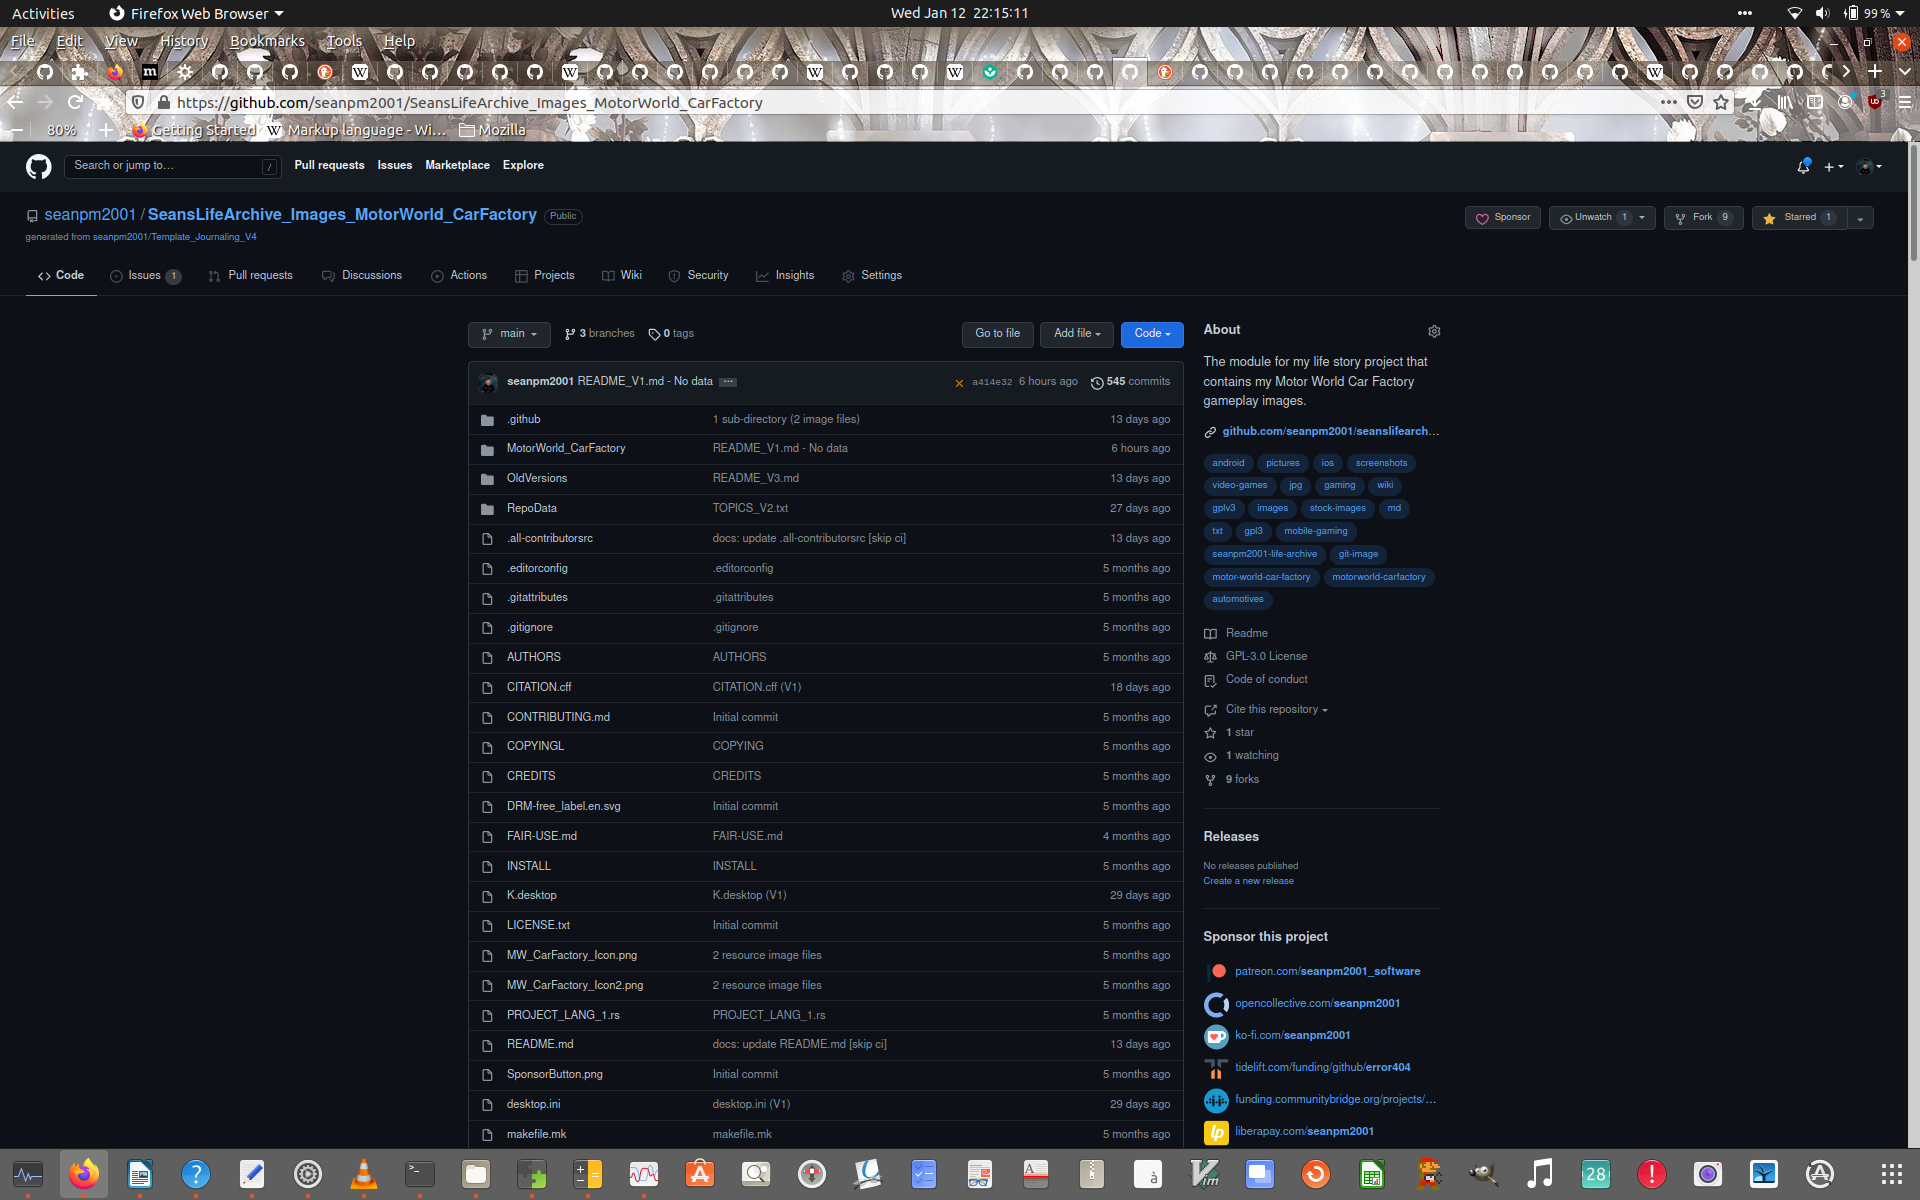 Activities Firefox Web Browser Wed Jan 12 22:15:11 99 %
File Edit View History Bookmarks Tools Help
https://github.com/seanpm2001/SeansLifeArchive_Images_MotorWorld_CarFactory 3
80% Getting Started Markup language - Wi… Mozilla
Search or jump to… / Pull requests Issues Marketplace Explore
seanpm2001 / SeansLifeArchive_Images_MotorWorld_CarFactory Public Sponsor Unwatch 1 Fork 9 Starred 1
generated from seanpm2001/Template_Journaling_V4
Code Issues 1 Pull requests Discussions Actions Projects Wiki Security Insights Settings
main 3 branches 0 tags Go to file Add file Code
seanpm2001 README_V1.md - No data a414e32 6 hours ago 545 commits
.github 1 sub-directory (2 image files) 13 days ago
MotorWorld_CarFactory README_V1.md - No data 6 hours ago
OldVersions README_V3.md 13 days ago
RepoData TOPICS_V2.txt 27 days ago
.all-contributorsrc docs: update .all-contributorsrc [skip ci] 13 days ago
.editorconfig .editorconfig 5 months ago
.gitattributes .gitattributes 5 months ago
.gitignore .gitignore 5 months ago
AUTHORS AUTHORS 5 months ago
CITATION.cff CITATION.cff (V1) 18 days ago
CONTRIBUTING.md Initial commit 5 months ago
COPYINGL COPYING 5 months ago
CREDITS CREDITS 5 months ago
DRM-free_label.en.svg Initial commit 5 months ago
FAIR-USE.md FAIR-USE.md 4 months ago
INSTALL INSTALL 5 months ago
K.desktop K.desktop (V1) 29 days ago
LICENSE.txt Initial commit 5 months ago
MW_CarFactory_Icon.png 2 resource image files 5 months ago
MW_CarFactory_Icon2.png 2 resource image files 5 months ago
PROJECT_LANG_1.rs PROJECT_LANG_1.rs 5 months ago
README.md docs: update README.md [skip ci] 13 days ago
SponsorButton.png Initial commit 5 months ago
desktop.ini desktop.ini (V1) 29 days ago
makefile.mk makefile.mk 5 months ago
About
The module for my life story project that
contains my Motor World Car Factory
gameplay images.
github.com/seanpm2001/seanslifearch…
android pictures ios screenshots
video-games jpg gaming wiki
gplv3 images stock-images md
txt gpl3 mobile-gaming
seanpm2001-life-archive git-image
motor-world-car-factory motorworld-carfactory
automotives
Readme
GPL-3.0 License
Code of conduct
Cite this repository
1 star
1 watching
9 forks
Releases
No releases published
Create a new release
Sponsor this project
patreon.com/seanpm2001_software
opencollective.com/seanpm2001
ko-fi.com/seanpm2001
tidelift.com/funding/github/error404
funding.communitybridge.org/projects/…
liberapay.com/seanpm2001
28